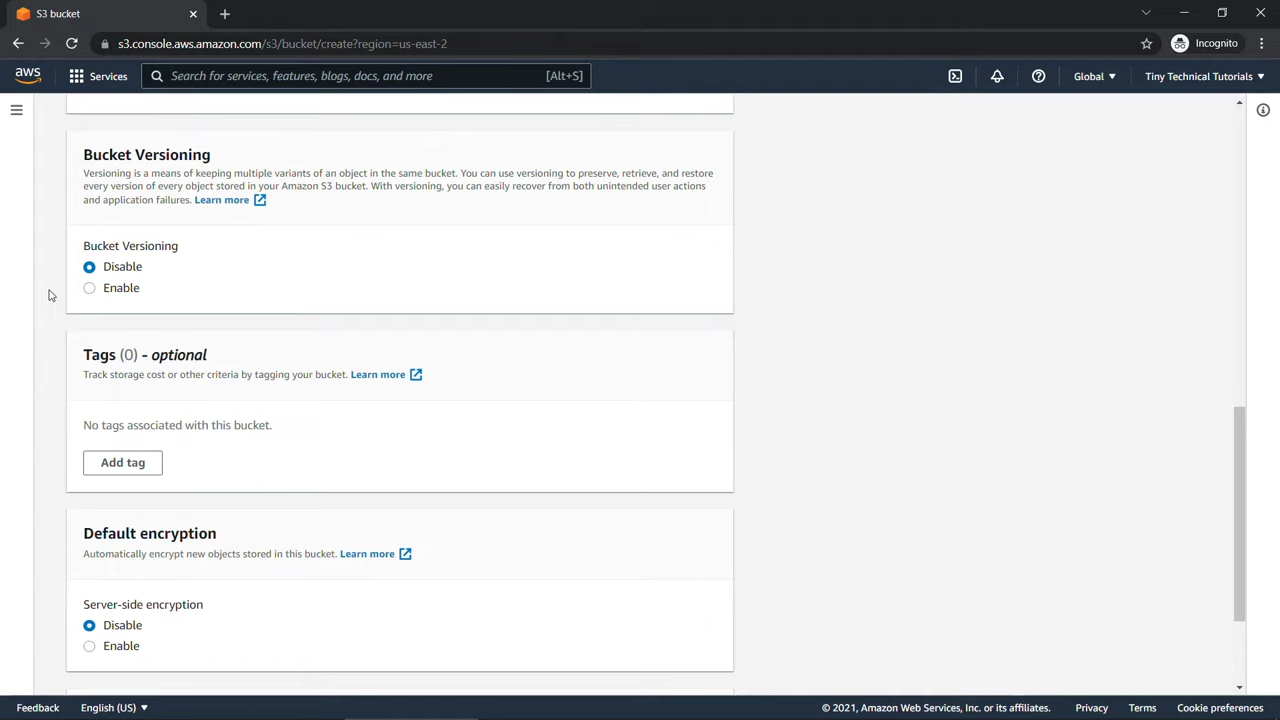 S3 bucket
s3.console.aws.amazon.com/s3/bucket/create?region=us-east-2
Incognito
aws
Services
Search for services, features, blogs, docs, and more
[Alt+S]
Global
Tiny Technical Tutorials
Bucket Versioning
Versioning is a means of keeping multiple variants of an object in the same bucket. You can use versioning to preserve, retrieve, and restore
every version of every object stored in your Amazon S3 bucket. With versioning, you can easily recover from both unintended user actions
and application failures. Learn more
Bucket Versioning
Disable
Enable
Tags (0) - optional
Track storage cost or other criteria by tagging your bucket. Learn more
No tags associated with this bucket.
Add tag
Default encryption
Automatically encrypt new objects stored in this bucket. Learn more
Server-side encryption
Disable
Enable
Feedback
English (US)
© 2021, Amazon Web Services, Inc. or its affiliates.
Privacy
Terms
Cookie preferences